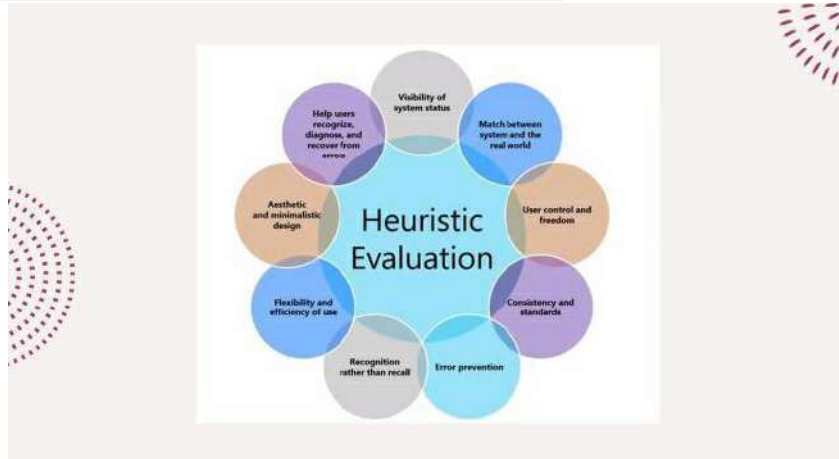 Heuristic
Evaluation
Visibility of
system status
Match between
system and the
real world
User control and
freedom
Consistency and
standards
Error prevention
Recognition
rather than recall
Flexibility and
efficiency of use
Aesthetic
and minimalistic
design
Help users
recognize,
diagnose, and
recover from
errors